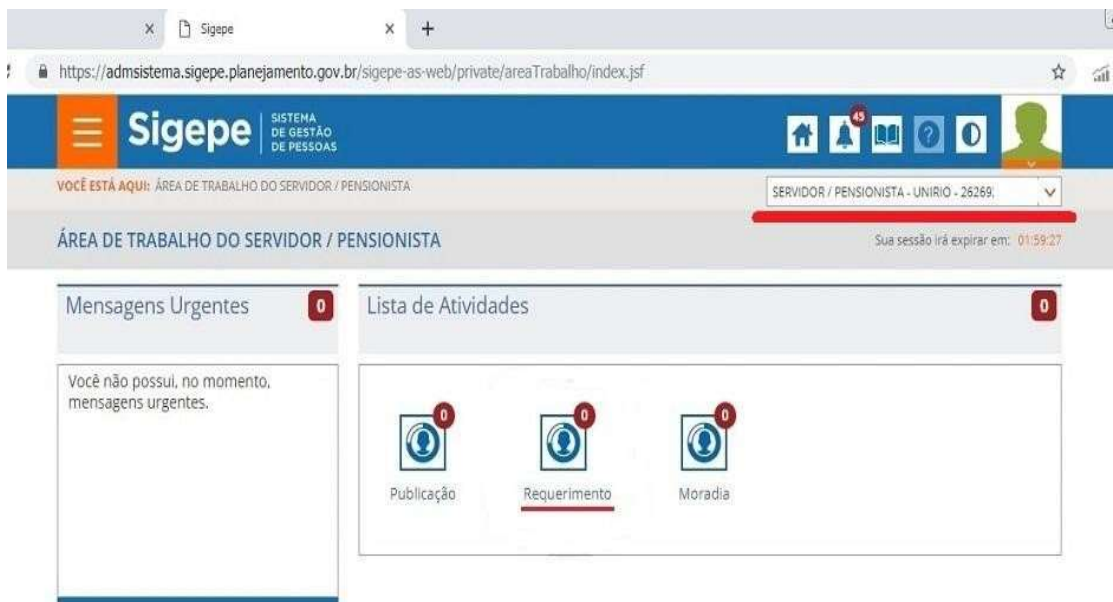 Sigepe
https://admsistema.sigepe.planejamento.gov.br/sigepe-as-web/private/areaTrabalho/index.jsf
Sigepe
SISTEMA
DE GESTÃO
DE PESSOAS
45
?
VOCÊ ESTÁ AQUI: ÁREA DE TRABALHO DO SERVIDOR / PENSIONISTA
SERVIDOR / PENSIONISTA - UNIRIO - 26269.
ÁREA DE TRABALHO DO SERVIDOR / PENSIONISTA
Sua sessão irá expirar em: 01:59:27
Mensagens Urgentes 0
Lista de Atividades 0
Você não possui, no momento,
mensagens urgentes.
0 0 0
Publicação Requerimento Moradia